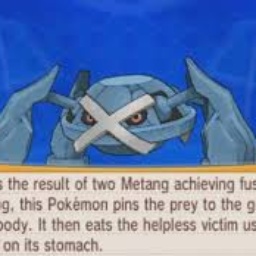 s the result of two Metang achieving fus
g, this Pokémon pins the prey to the g
body. It then eats the helpless victim us
on its stomach.